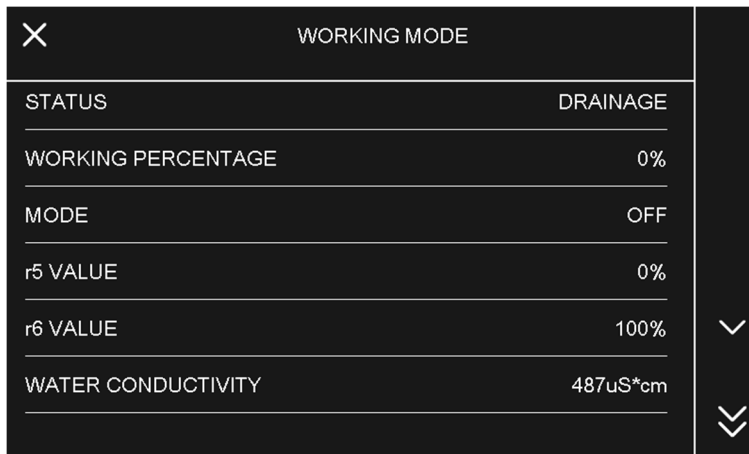 WORKING MODE
STATUS DRAINAGE
WORKING PERCENTAGE 0%
MODE OFF
r5 VALUE 0%
r6 VALUE 100%
WATER CONDUCTIVITY 487uS*cm